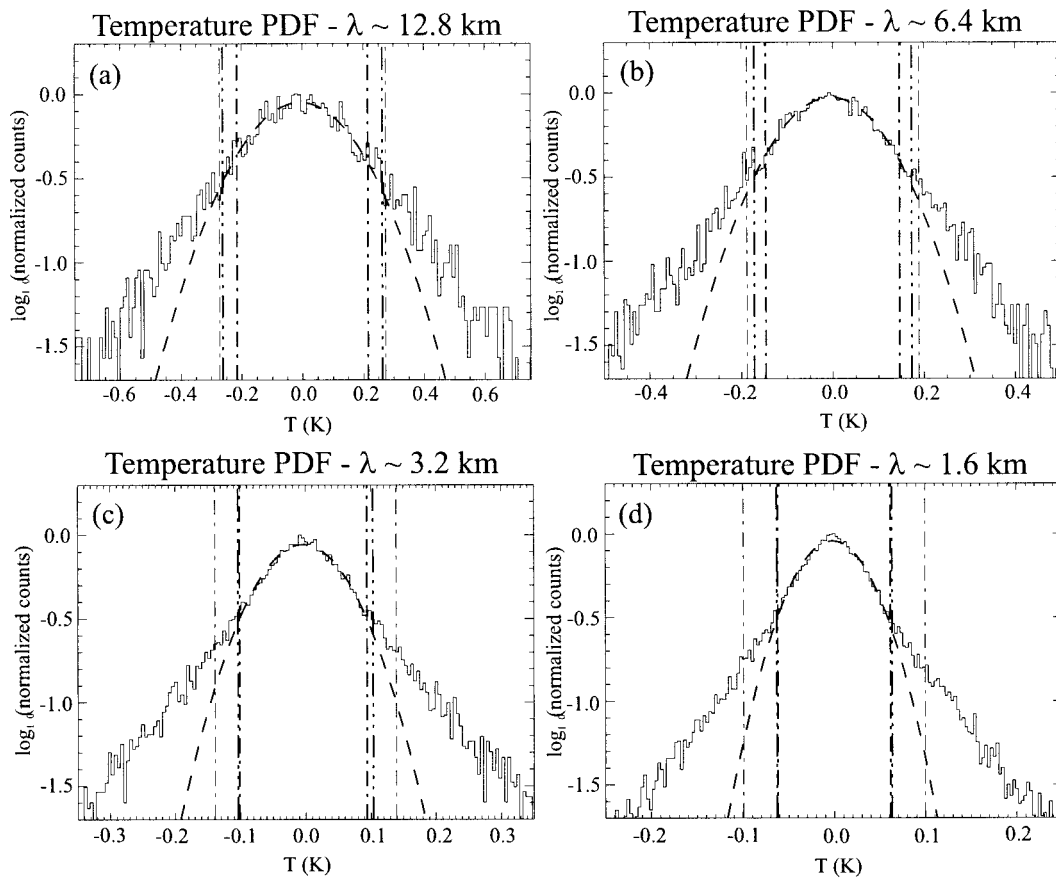 Temperature PDF - λ ~ 12.8 km
(a)
log₁₀(normalized counts)
0.0
-0.5
-1.0
-1.5
-0.6 -0.4 -0.2 0.0 0.2 0.4 0.6
T (K)
Temperature PDF - λ ~ 6.4 km
(b)
log₁₀(normalized counts)
0.0
-0.5
-1.0
-1.5
-0.4 -0.2 0.0 0.2 0.4
T (K)
Temperature PDF - λ ~ 3.2 km
(c)
log₁₀(normalized counts)
0.0
-0.5
-1.0
-1.5
-0.3 -0.2 -0.1 0.0 0.1 0.2 0.3
T (K)
Temperature PDF - λ ~ 1.6 km
(d)
log₁₀(normalized counts)
0.0
-0.5
-1.0
-1.5
-0.2 -0.1 0.0 0.1 0.2
T (K)